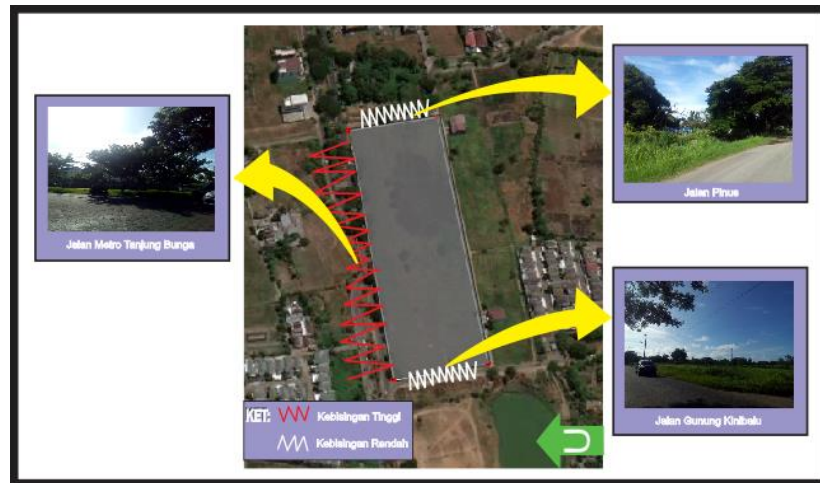 Jalan Metro Tanjung Bunga
Jalan Pinus
Jalan Gunung Kinibalu
KET:
Kebisingan Tinggi
Kebisingan Rendah